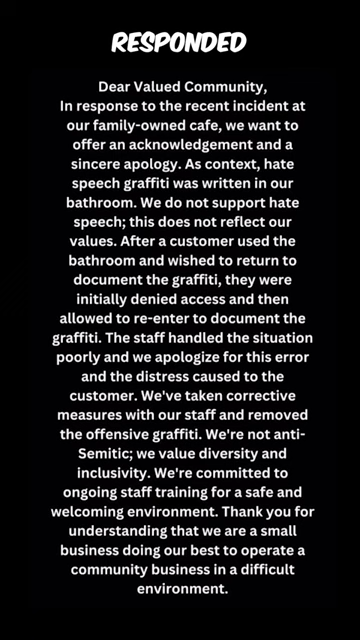 RESPONDED
Dear Valued Community,
In response to the recent incident at
our family-owned cafe, we want to
offer an acknowledgement and a
sincere apology. As context, hate
speech graffiti was written in our
bathroom. We do not support hate
speech; this does not reflect our
values. After a customer used the
bathroom and wished to return to
document the graffiti, they were
initially denied access and then
allowed to re-enter to document the
graffiti. The staff handled the situation
poorly and we apologize for this error
and the distress caused to the
customer. We've taken corrective
measures with our staff and removed
the offensive graffiti. We're not anti-
Semitic; we value diversity and
inclusivity. We're committed to
ongoing staff training for a safe and
welcoming environment. Thank you for
understanding that we are a small
business doing our best to operate a
community business in a difficult
environment.